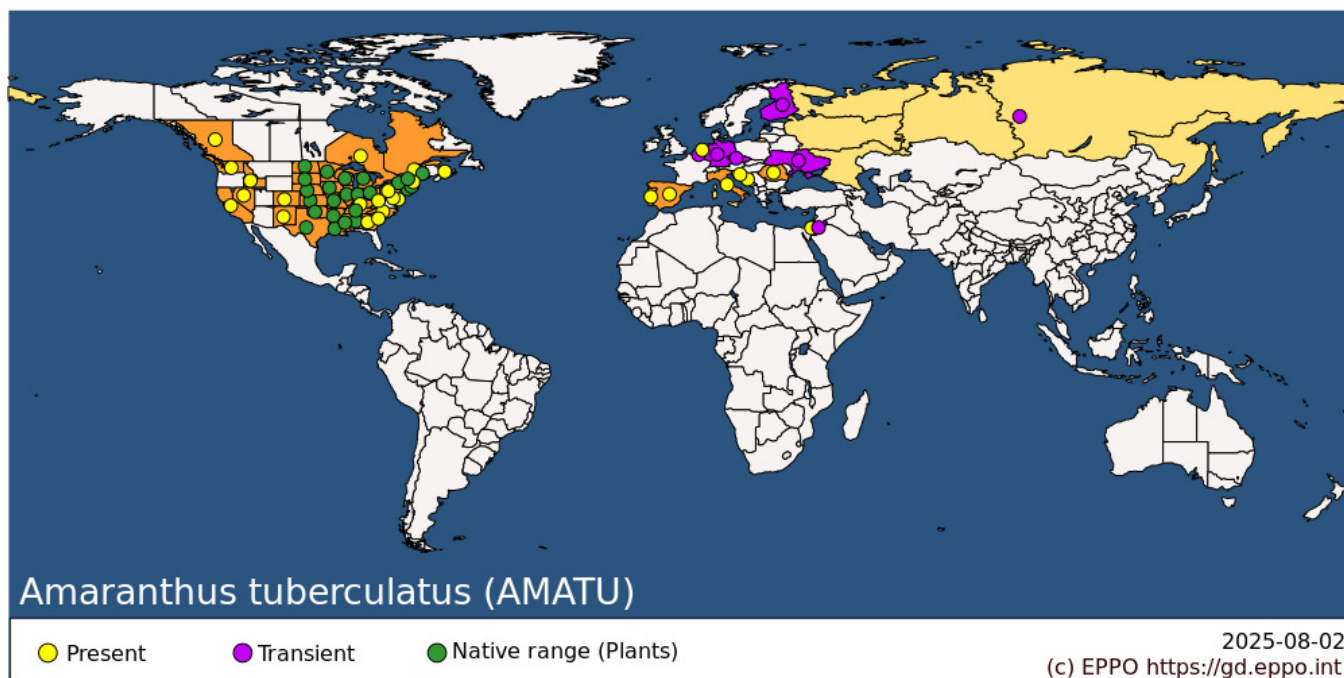 Amaranthus tuberculatus (AMATU)
Present
Transient
Native range (Plants)
2025-08-02
(c) EPPO https://gd.eppo.int